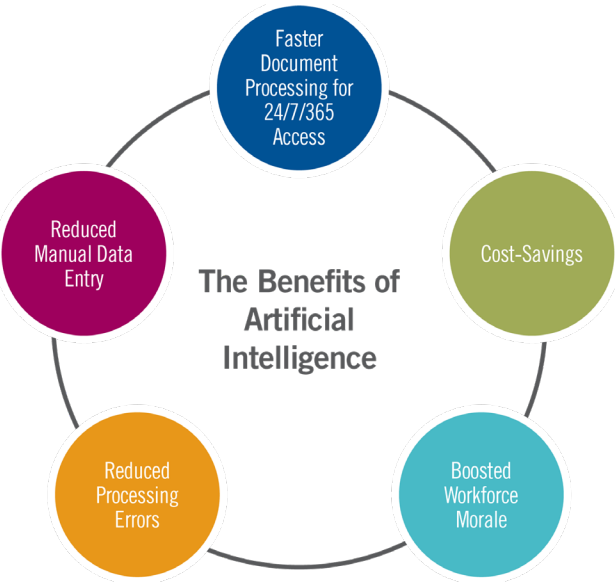 Faster
Document
Processing for
24/7/365
Access
Cost-Savings
Boosted
Workforce
Morale
Reduced
Processing
Errors
Reduced
Manual Data
Entry
The Benefits of
Artificial
Intelligence